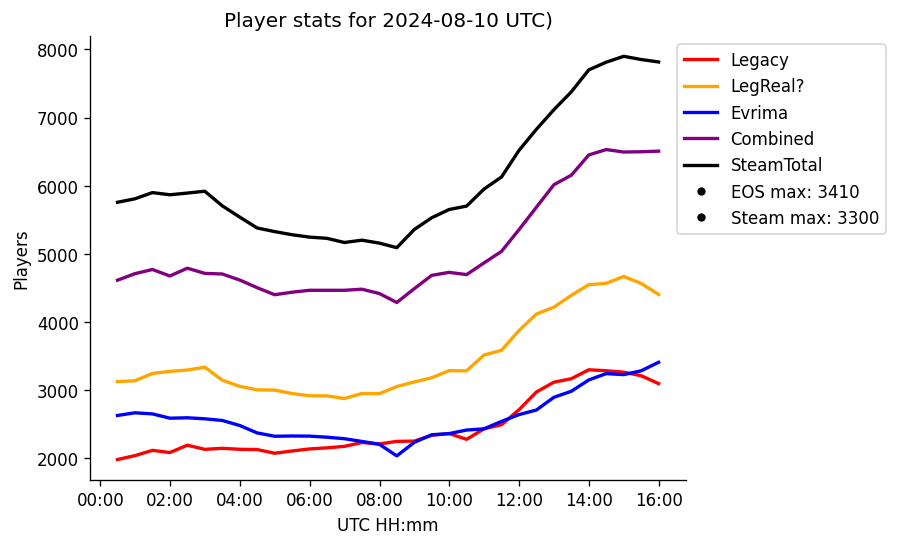 Player stats for 2024-08-10 UTC)
8000
7000
6000
5000
4000
3000
2000
Players
00:00 02:00 04:00 06:00 08:00 10:00 12:00 14:00 16:00
UTC HH:mm
Legacy
LegReal?
Evrima
Combined
SteamTotal
EOS max: 3410
Steam max: 3300